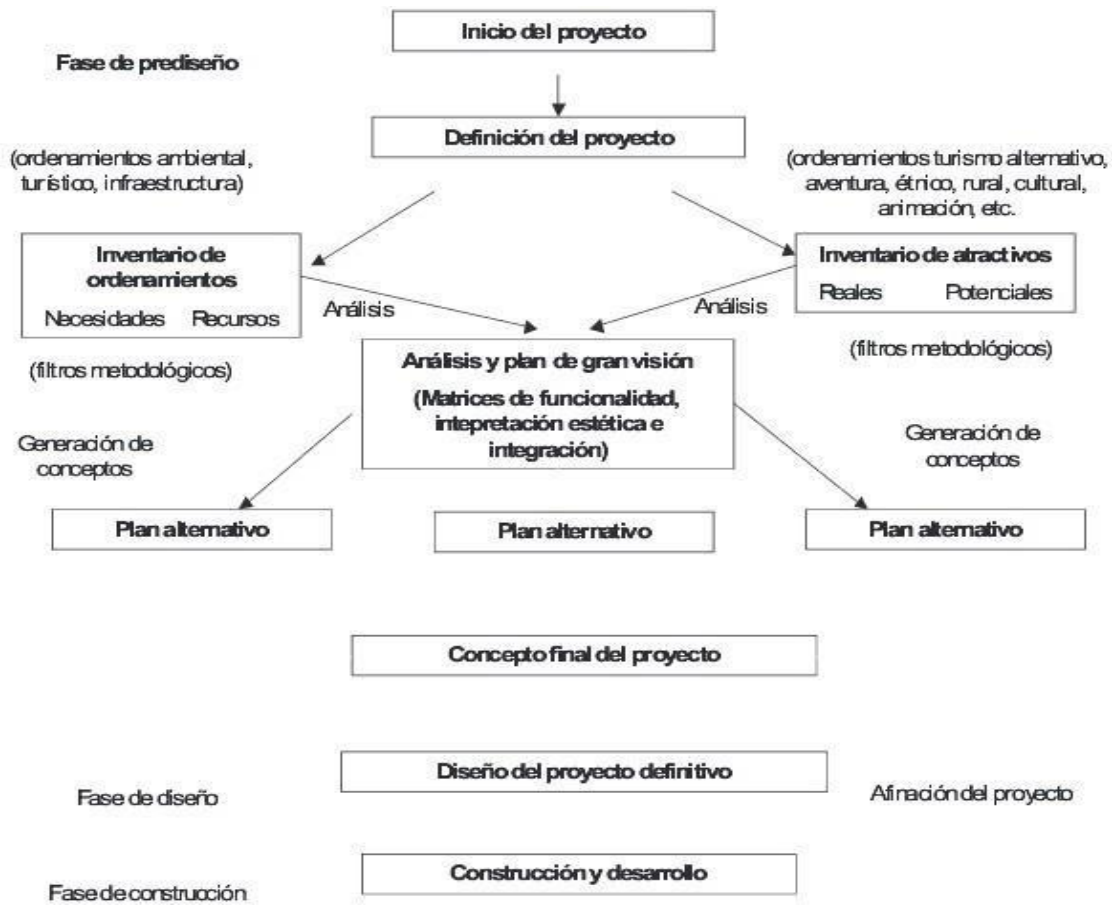 Inicio del proyecto
Fase de prediseño
Definición del proyecto
(ordenamientos ambiental,
turístico, infraestructura)
(ordenamientos turismo alternativo,
aventura, étnico, rural, cultural,
animación, etc.
Inventario de
ordenamientos
Necesidades Recursos
Análisis
Inventario de atractivos
Reales Potenciales
Análisis
(filtros metodológicos)
(filtros metodológicos)
Análisis y plan de gran visión
(Matrices de funcionalidad,
intepretación estética e
integración)
Generación de
conceptos
Generación de
conceptos
Plan alternativo
Plan alternativo
Plan alternativo
Concepto final del proyecto
Diseño del proyecto definitivo
Fase de diseño
Afinación del proyecto
Construcción y desarrollo
Fase de construcción